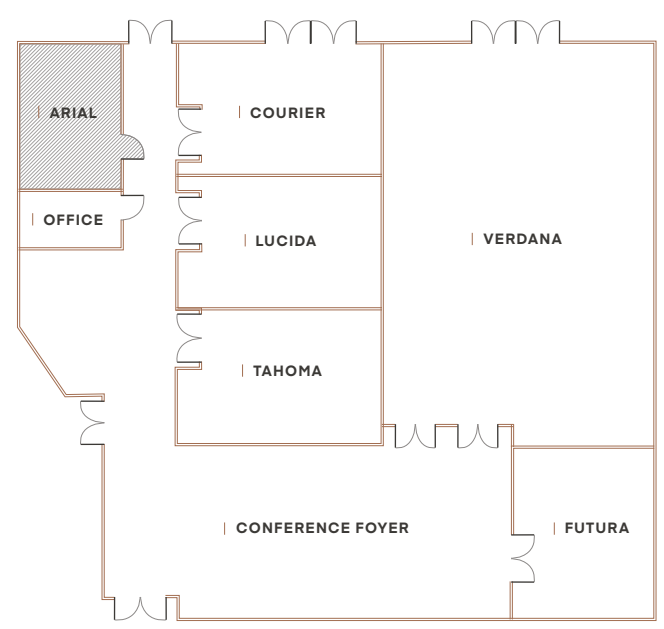 ARIAL
COURIER
OFFICE
LUCIDA
VERDANA
TAHOMA
CONFERENCE FOYER
FUTURA